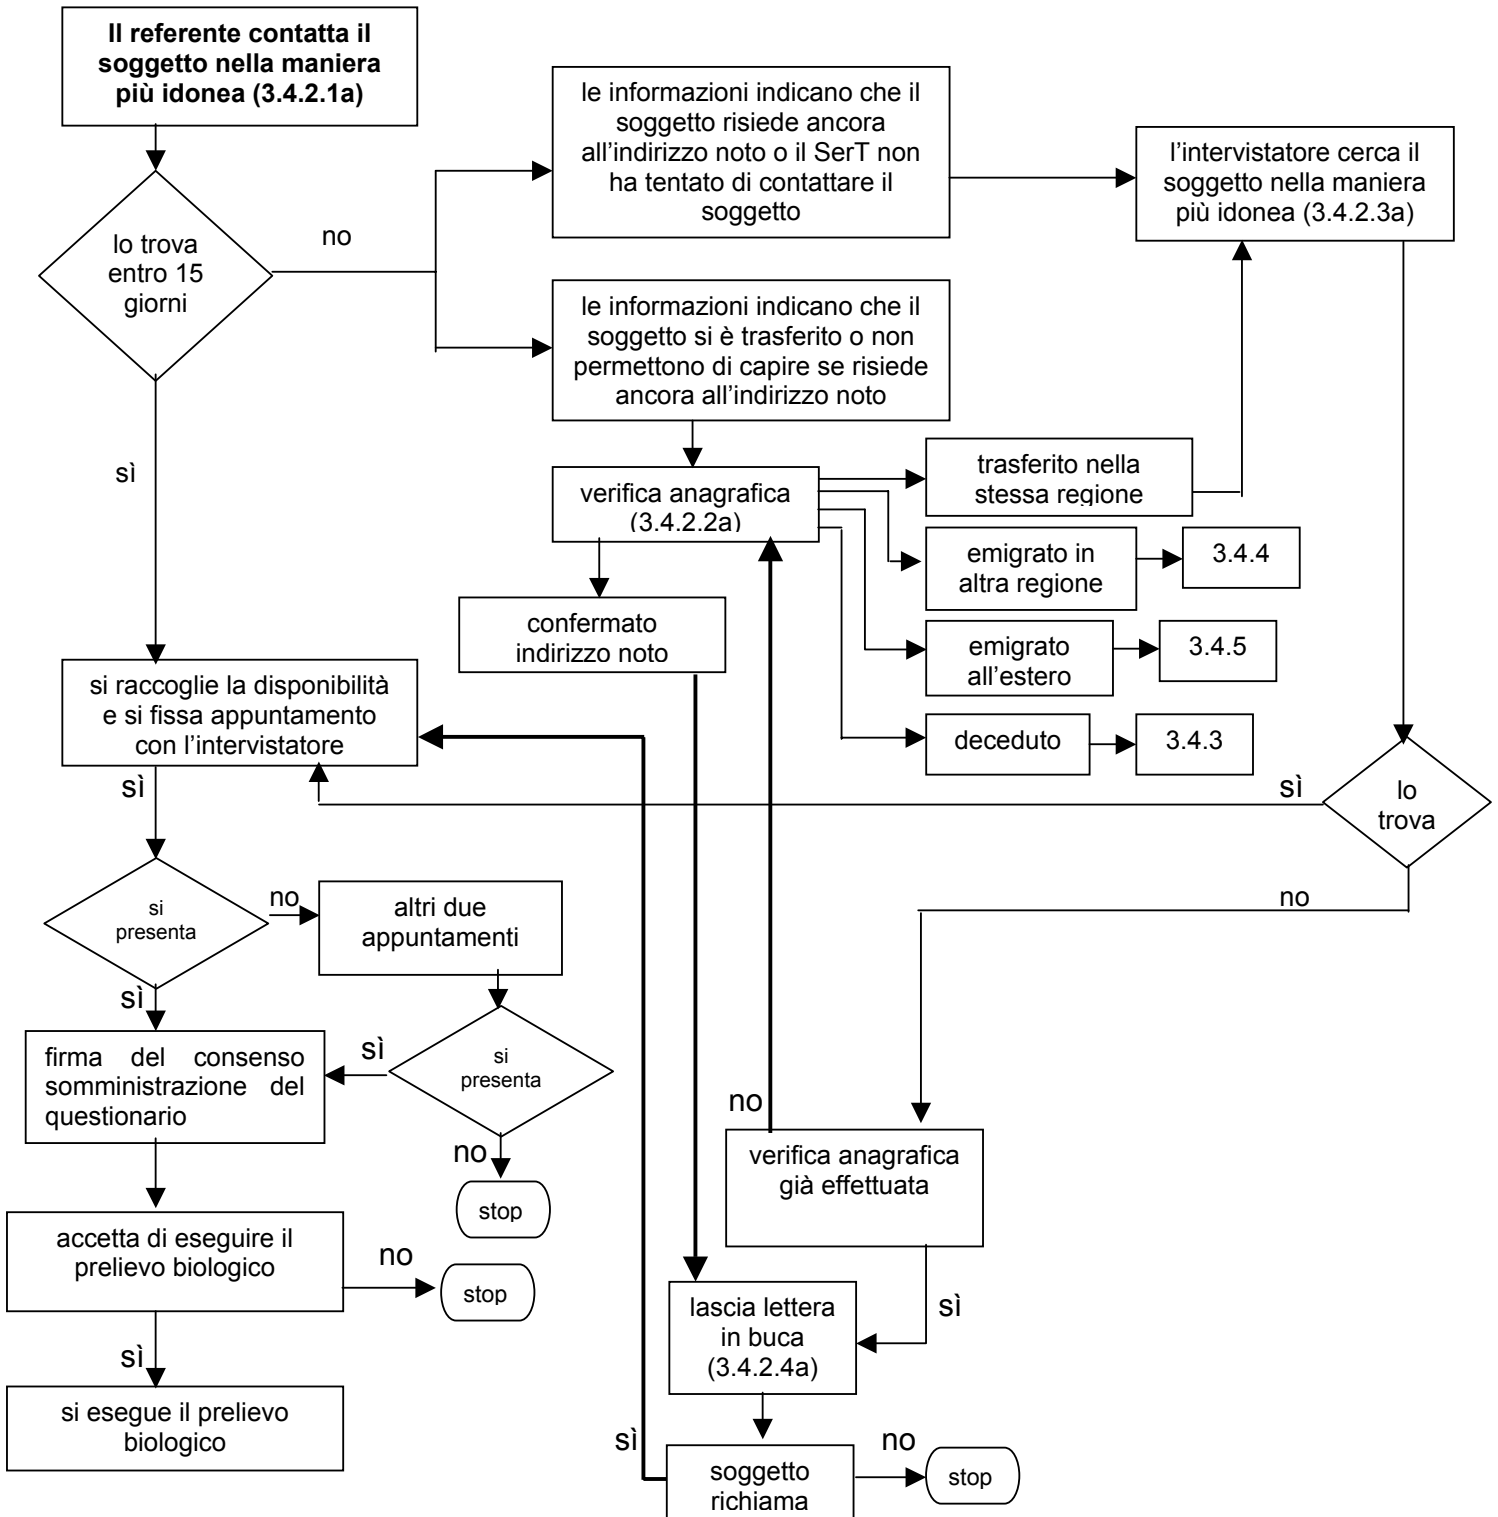 Il referente contatta il
soggetto nella maniera
più idonea (3.4.2.1a)
le informazioni indicano che il
soggetto risiede ancora
all'indirizzo noto o il SerT non
ha tentato di contattare il
soggetto
l'intervistatore cerca il
soggetto nella maniera
più idonea (3.4.2.3a)
lo trova
entro 15
giorni
no
le informazioni indicano che il
soggetto si è trasferito o non
permettono di capire se risiede
ancora all'indirizzo noto
sì
verifica anagrafica
(3.4.2.2a)
trasferito nella
stessa regione
emigrato in
altra regione
3.4.4
confermato
indirizzo noto
emigrato
all'estero
3.4.5
deceduto
3.4.3
si raccoglie la disponibilità
e si fissa appuntamento
con l'intervistatore
sì
sì
lo
trova
no
si
presenta
no
altri due
appuntamenti
sì
firma del consenso
somministrazione del
questionario
sì
si
presenta
no
stop
no
verifica anagrafica
già effettuata
accetta di eseguire il
prelievo biologico
no
stop
sì
lascia lettera
in buca
(3.4.2.4a)
sì
si esegue il prelievo
biologico
sì
soggetto
richiama
no
stop